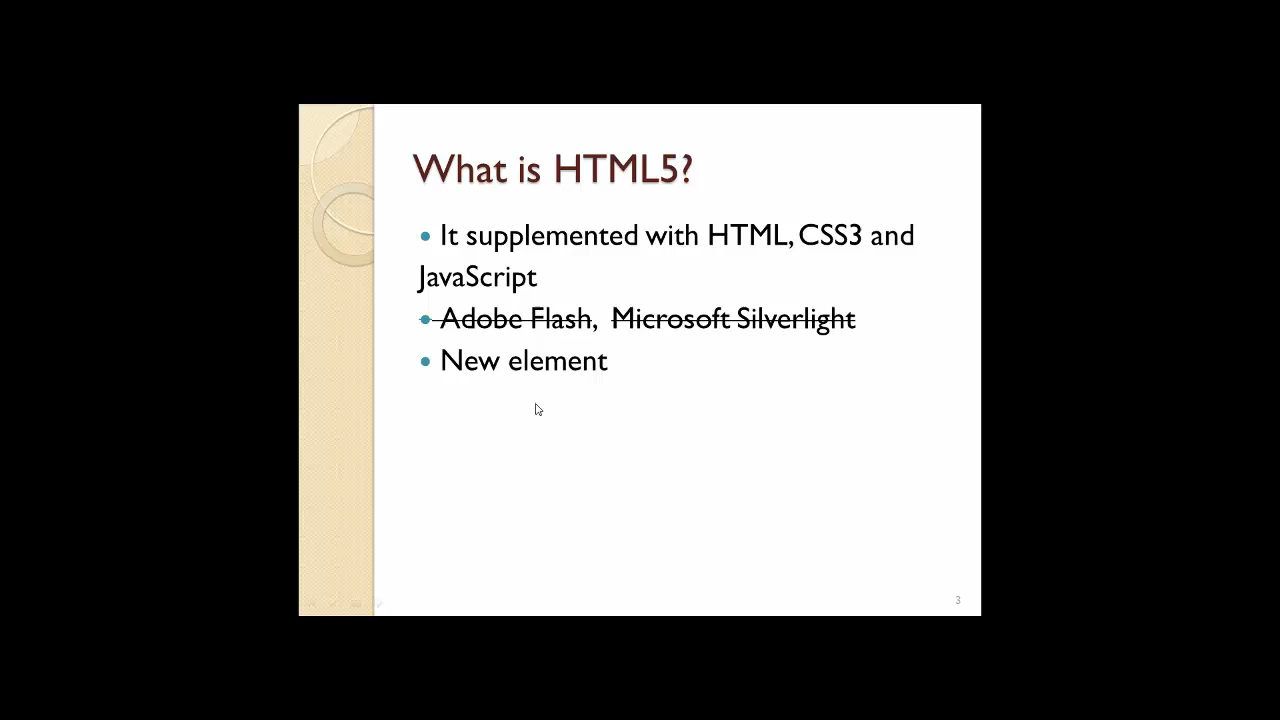 What is HTML5?
• It supplemented with HTML, CSS3 and
JavaScript
• Adobe Flash, Microsoft Silverlight
• New element
3